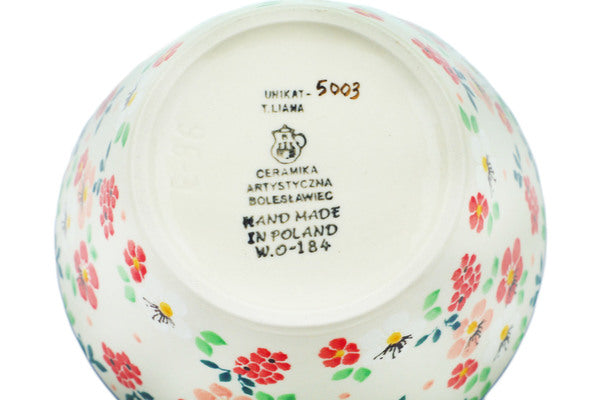 UNIKAT- 5003
T. LIANA
CERAMIKA
ARTYSTYCZNA
BOLESŁAWIEC
HAND MADE
IN POLAND
W.O-184